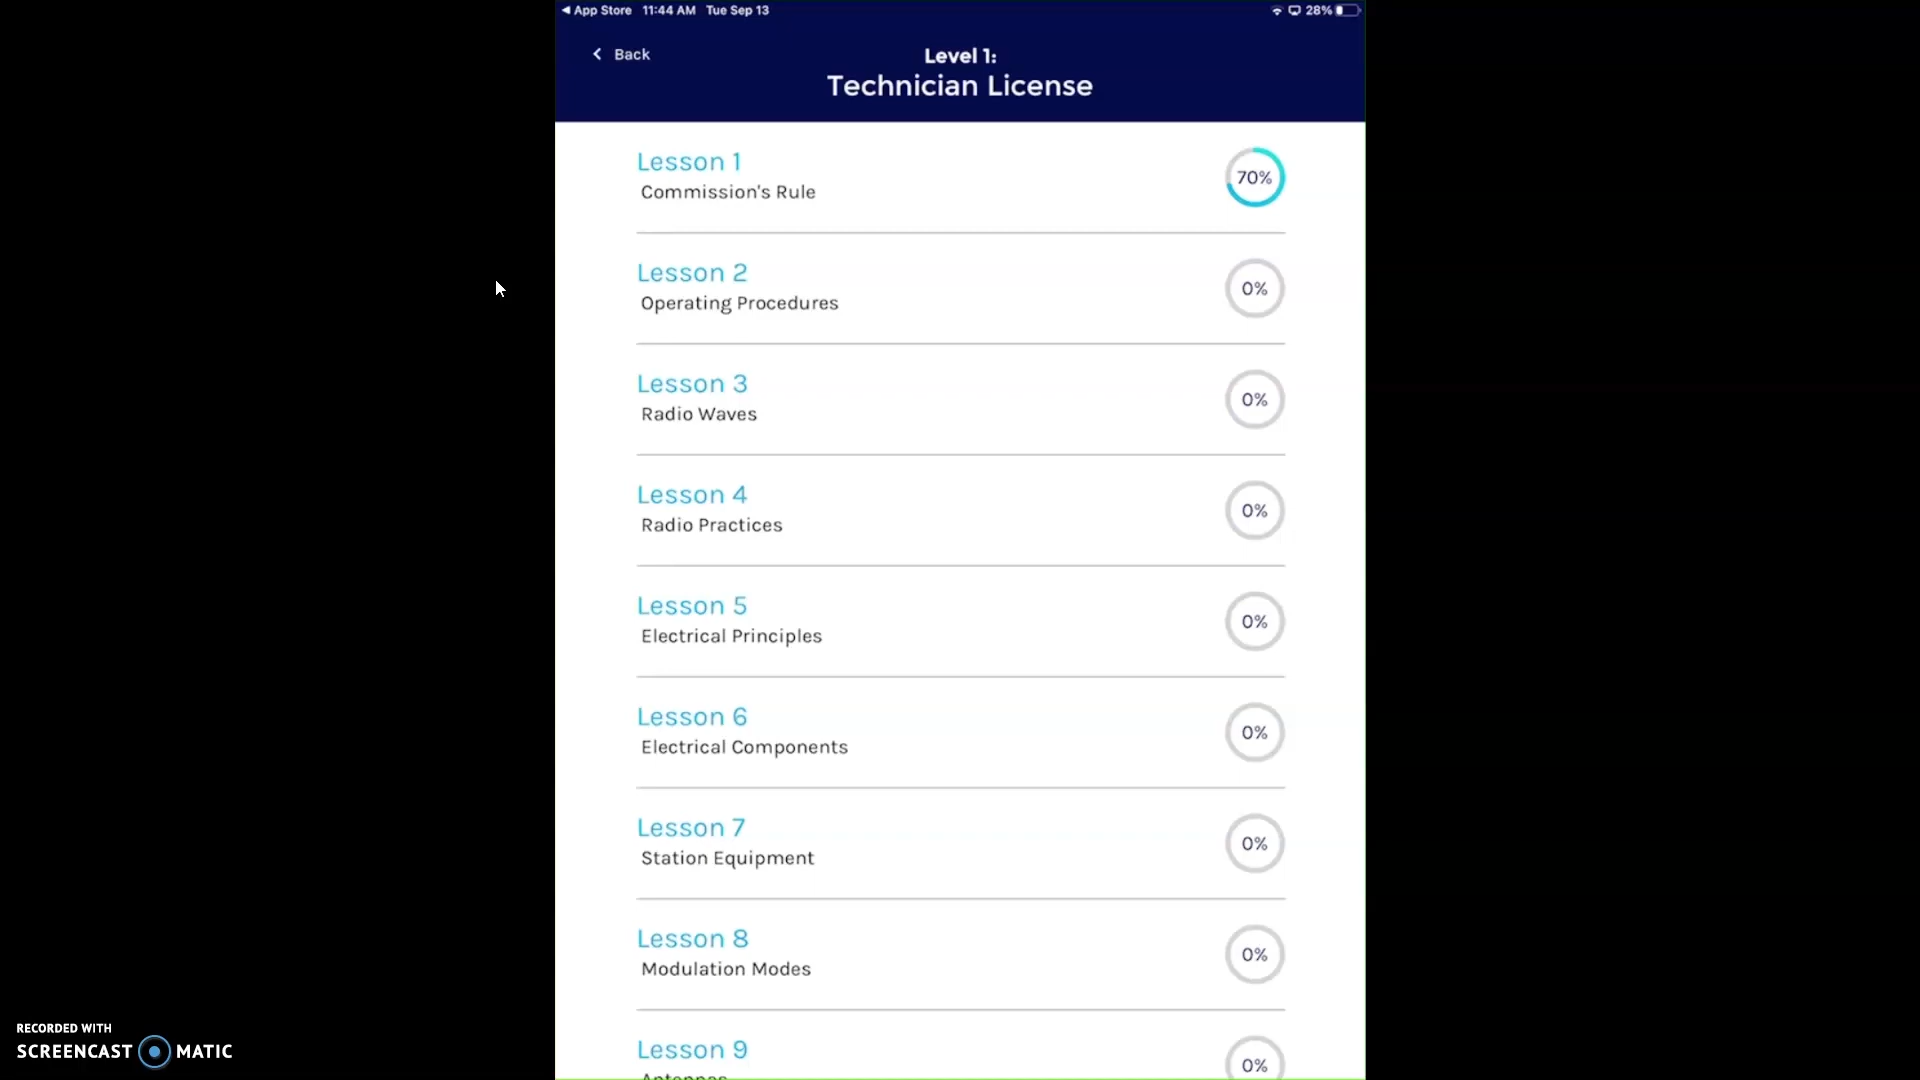 App Store 11:44 AM Tue Sep 13 28%
Back
Level 1:
Technician License
Lesson 1
Commission's Rule
70%
Lesson 2
Operating Procedures
0%
Lesson 3
Radio Waves
0%
Lesson 4
Radio Practices
0%
Lesson 5
Electrical Principles
0%
Lesson 6
Electrical Components
0%
Lesson 7
Station Equipment
0%
Lesson 8
Modulation Modes
0%
Lesson 9
Antennas
0%
RECORDED WITH
SCREENCAST MATIC